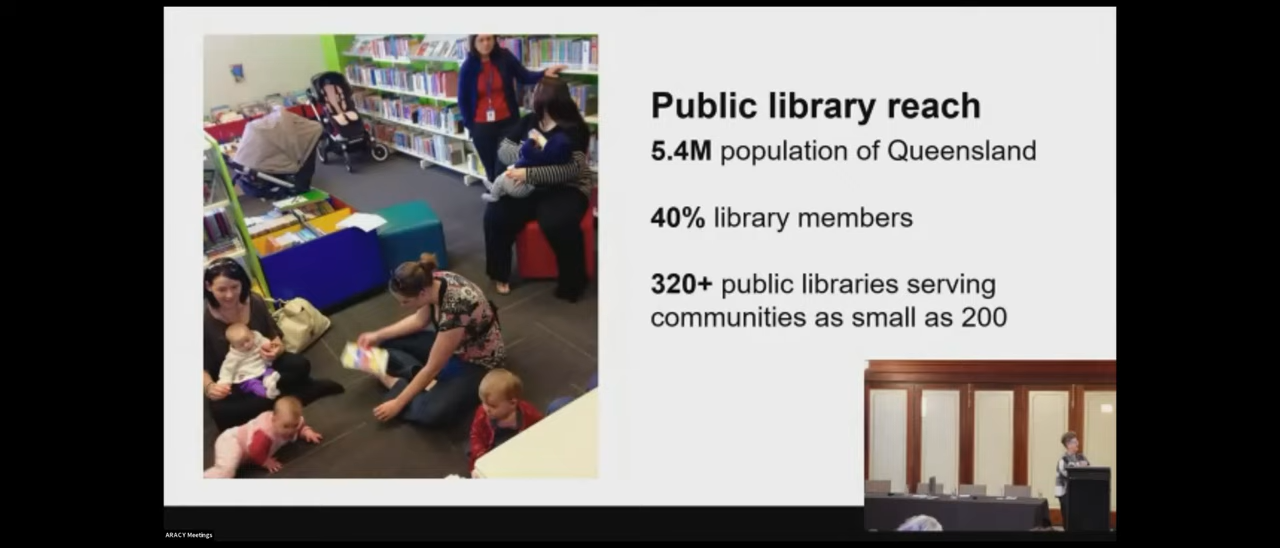 Public library reach
5.4M population of Queensland
40% library members
320+ public libraries serving
communities as small as 200
ARACY Meetings